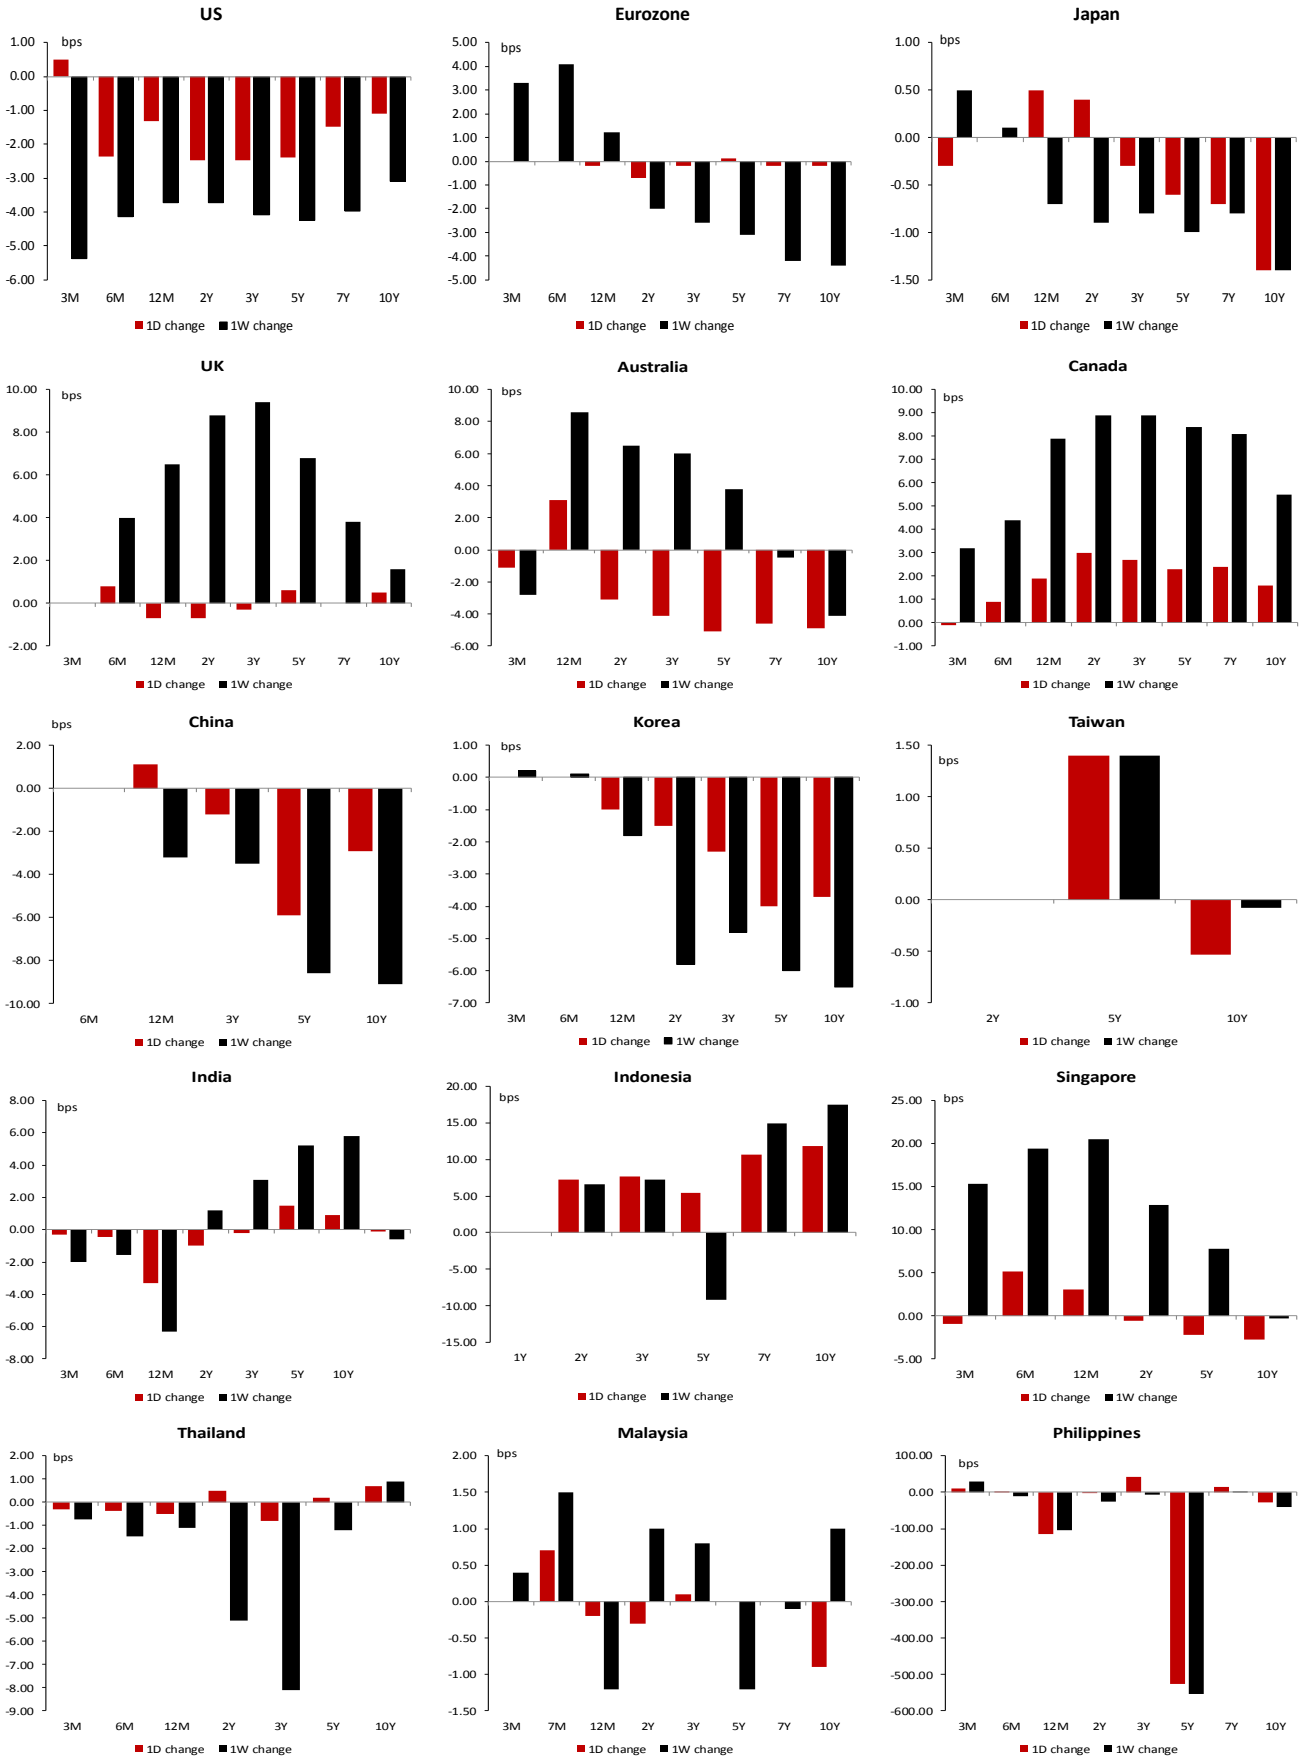 US
bps
1.00
0.00
-1.00
-2.00
-3.00
-4.00
-5.00
-6.00
3M 6M 12M 2Y 3Y 5Y 7Y 10Y
1D change 1W change
Eurozone
bps
5.00
4.00
3.00
2.00
1.00
0.00
-1.00
-2.00
-3.00
-4.00
-5.00
3M 6M 12M 2Y 3Y 5Y 7Y 10Y
1D change 1W change
Japan
bps
1.00
0.50
0.00
-0.50
-1.00
-1.50
3M 6M 12M 2Y 3Y 5Y 7Y 10Y
1D change 1W change
UK
bps
10.00
8.00
6.00
4.00
2.00
0.00
-2.00
3M 6M 12M 2Y 3Y 5Y 7Y 10Y
1D change 1W change
Australia
bps
10.00
8.00
6.00
4.00
2.00
0.00
-2.00
-4.00
-6.00
3M 12M 2Y 3Y 5Y 7Y 10Y
1D change 1W change
Canada
bps
10.00
9.00
8.00
7.00
6.00
5.00
4.00
3.00
2.00
1.00
0.00
-1.00
3M 6M 12M 2Y 3Y 5Y 7Y 10Y
1D change 1W change
China
bps
2.00
0.00
-2.00
-4.00
-6.00
-8.00
-10.00
6M 12M 3Y 5Y 10Y
1D change 1W change
Korea
bps
1.00
0.00
-1.00
-2.00
-3.00
-4.00
-5.00
-6.00
-7.00
3M 6M 12M 2Y 3Y 5Y 10Y
1D change 1W change
Taiwan
bps
1.50
1.00
0.50
0.00
-0.50
-1.00
2Y 5Y 10Y
1D change 1W change
India
bps
8.00
6.00
4.00
2.00
0.00
-2.00
-4.00
-6.00
-8.00
3M 6M 12M 2Y 3Y 5Y 10Y
1D change 1W change
Indonesia
bps
20.00
15.00
10.00
5.00
0.00
-5.00
-10.00
-15.00
1Y 2Y 3Y 5Y 7Y 10Y
1D change 1W change
Singapore
bps
25.00
20.00
15.00
10.00
5.00
0.00
-5.00
3M 6M 12M 2Y 5Y 10Y
1D change 1W change
Thailand
bps
2.00
1.00
0.00
-1.00
-2.00
-3.00
-4.00
-5.00
-6.00
-7.00
-8.00
-9.00
3M 6M 12M 2Y 3Y 5Y 10Y
1D change 1W change
Malaysia
bps
2.00
1.50
1.00
0.50
0.00
-0.50
-1.00
-1.50
3M 7M 12M 2Y 3Y 5Y 7Y 10Y
1D change 1W change
Philippines
bps
100.00
0.00
-100.00
-200.00
-300.00
-400.00
-500.00
-600.00
3M 6M 12M 2Y 3Y 5Y 7Y 10Y
1D change 1W change